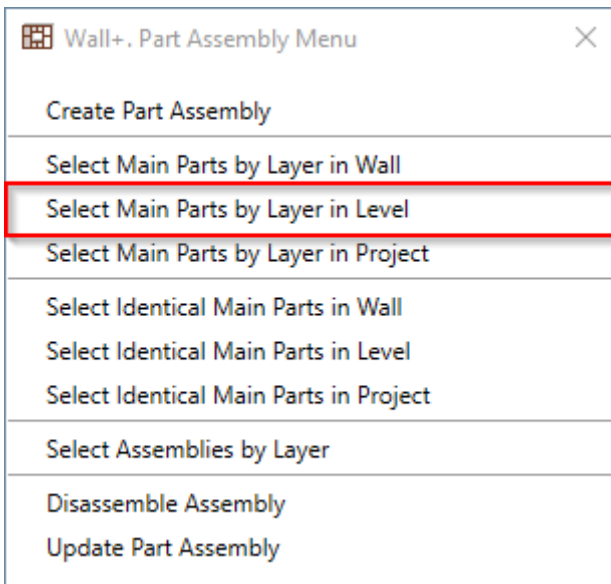 Wall+. Part Assembly Menu
Create Part Assembly
Select Main Parts by Layer in Wall
Select Main Parts by Layer in Level
Select Main Parts by Layer in Project
Select Identical Main Parts in Wall
Select Identical Main Parts in Level
Select Identical Main Parts in Project
Select Assemblies by Layer
Disassemble Assembly
Update Part Assembly